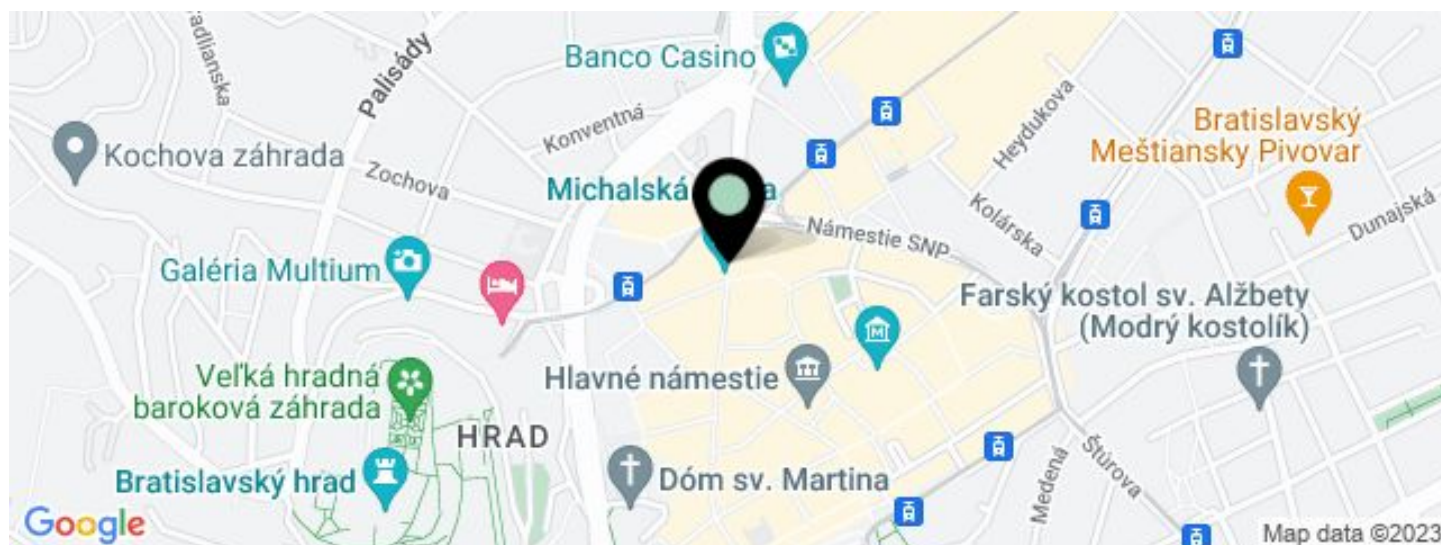 adlianska
Palisády
Banco Casino
Konventná
Heydukova
Bratislavský
Meštiansky Pivovar
Kochova záhrada
Zochova
Michalská
Kolárska
Dunajská
Námestie SNP
Galéria Multium
Farský kostol sv. Alžbety
(Modrý kostolík)
M
Veľká hradná
baroková záhrada
Hlavné námestie
HRAD
Bratislavský hrad
Dóm sv. Martina
Medená
Štúrova
Google
Map data ©2023